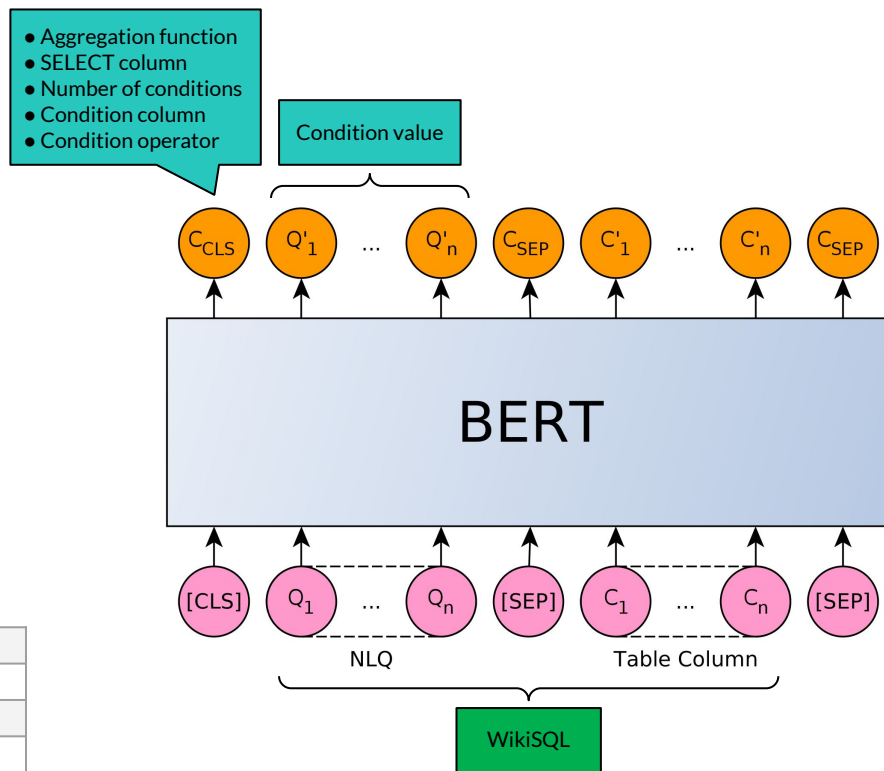 ● Aggregation function
● SELECT column
● Number of conditions
● Condition column
● Condition operator
Condition value
C_CLS Q'_1 ... Q'_n C_SEP C'_1 ... C'_n C_SEP
BERT
[CLS] Q_1 ... Q_n [SEP] C_1 ... C_n [SEP]
NLQ Table Column
WikiSQL